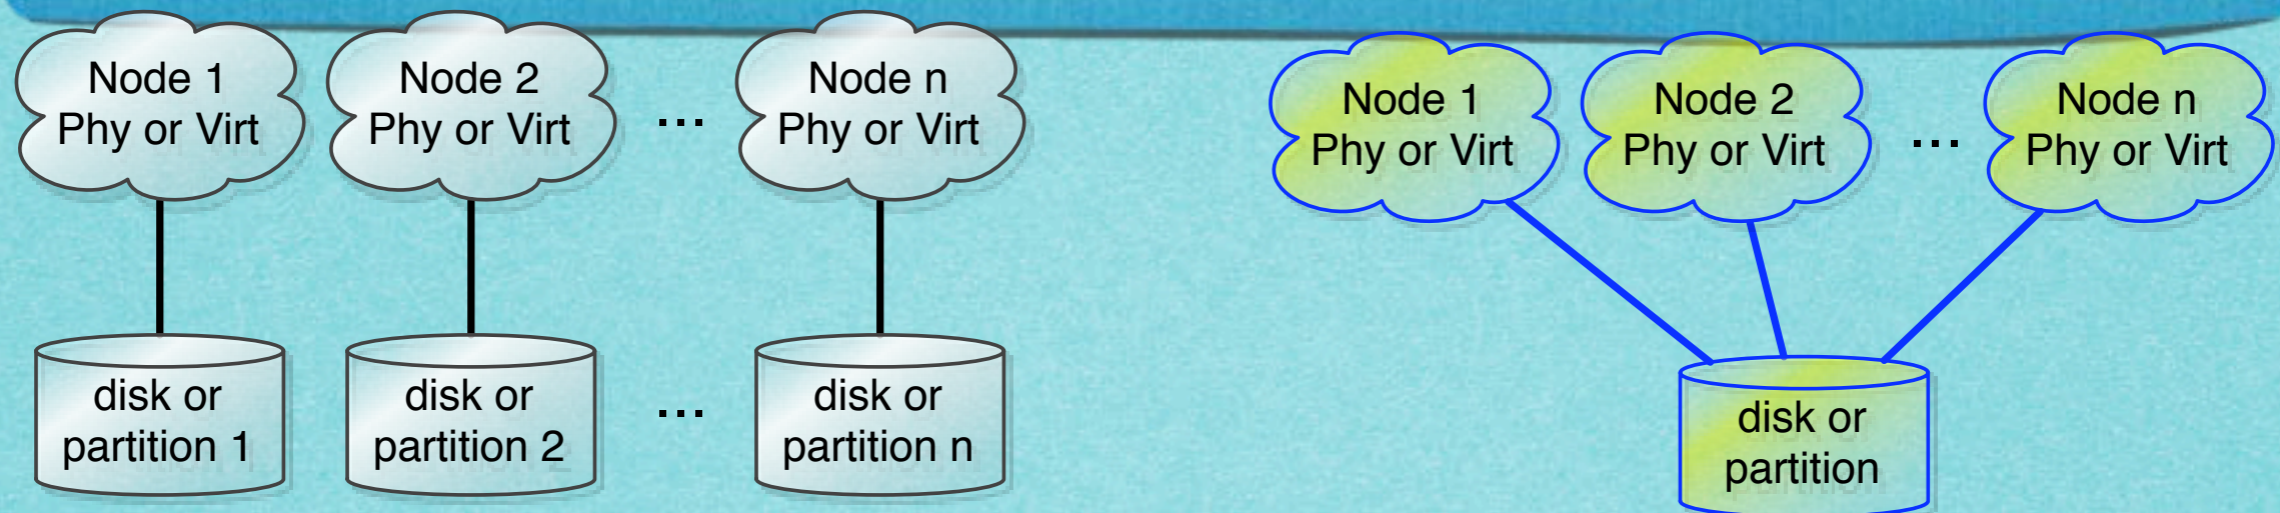 Node 1
Phy or Virt
Node 2
Phy or Virt
...
Node n
Phy or Virt
disk or
partition 1
disk or
partition 2
...
disk or
partition n
Node 1
Phy or Virt
Node 2
Phy or Virt
...
Node n
Phy or Virt
disk or
partition